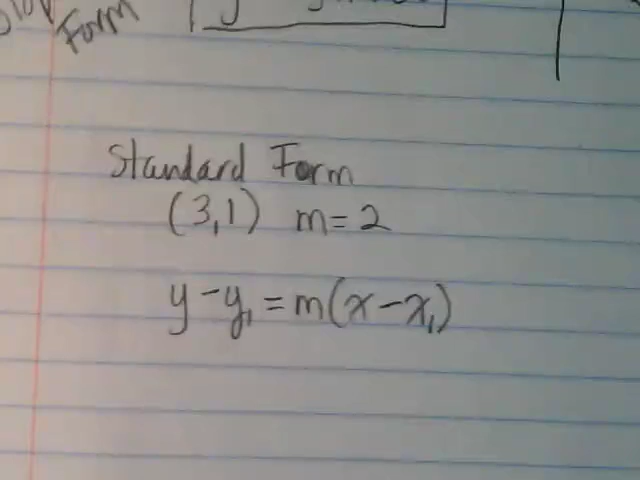 Form
Standard Form
(3,1) m=2
y-y₁=m(x-x₁)